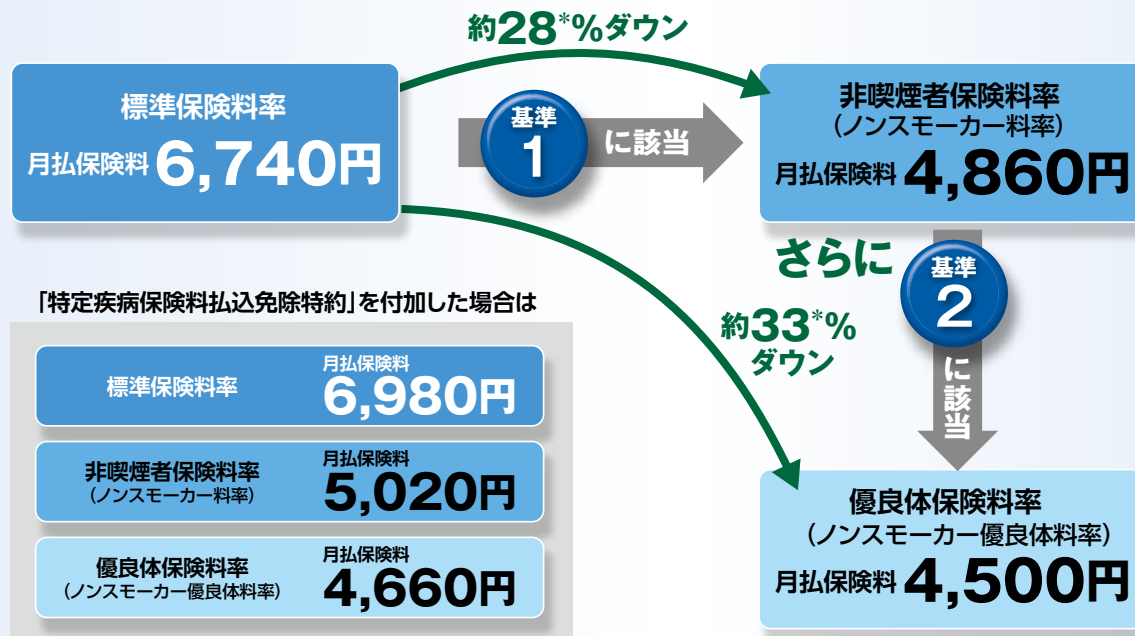 約28*%ダウン
標準保険料率
月払保険料 6,740円
基準
1
に該当
非喫煙者保険料率
（ノンスモーカー料率）
月払保険料 4,860円
さらに
基準
2
に該当
約33*%
ダウン
優良体保険料率
（ノンスモーカー優良体料率）
月払保険料 4,500円
「特定疾病保険料払込免除特約」を付加した場合は
標準保険料率
月払保険料
6,980円
非喫煙者保険料率
（ノンスモーカー料率）
月払保険料
5,020円
優良体保険料率
（ノンスモーカー優良体料率）
月払保険料
4,660円